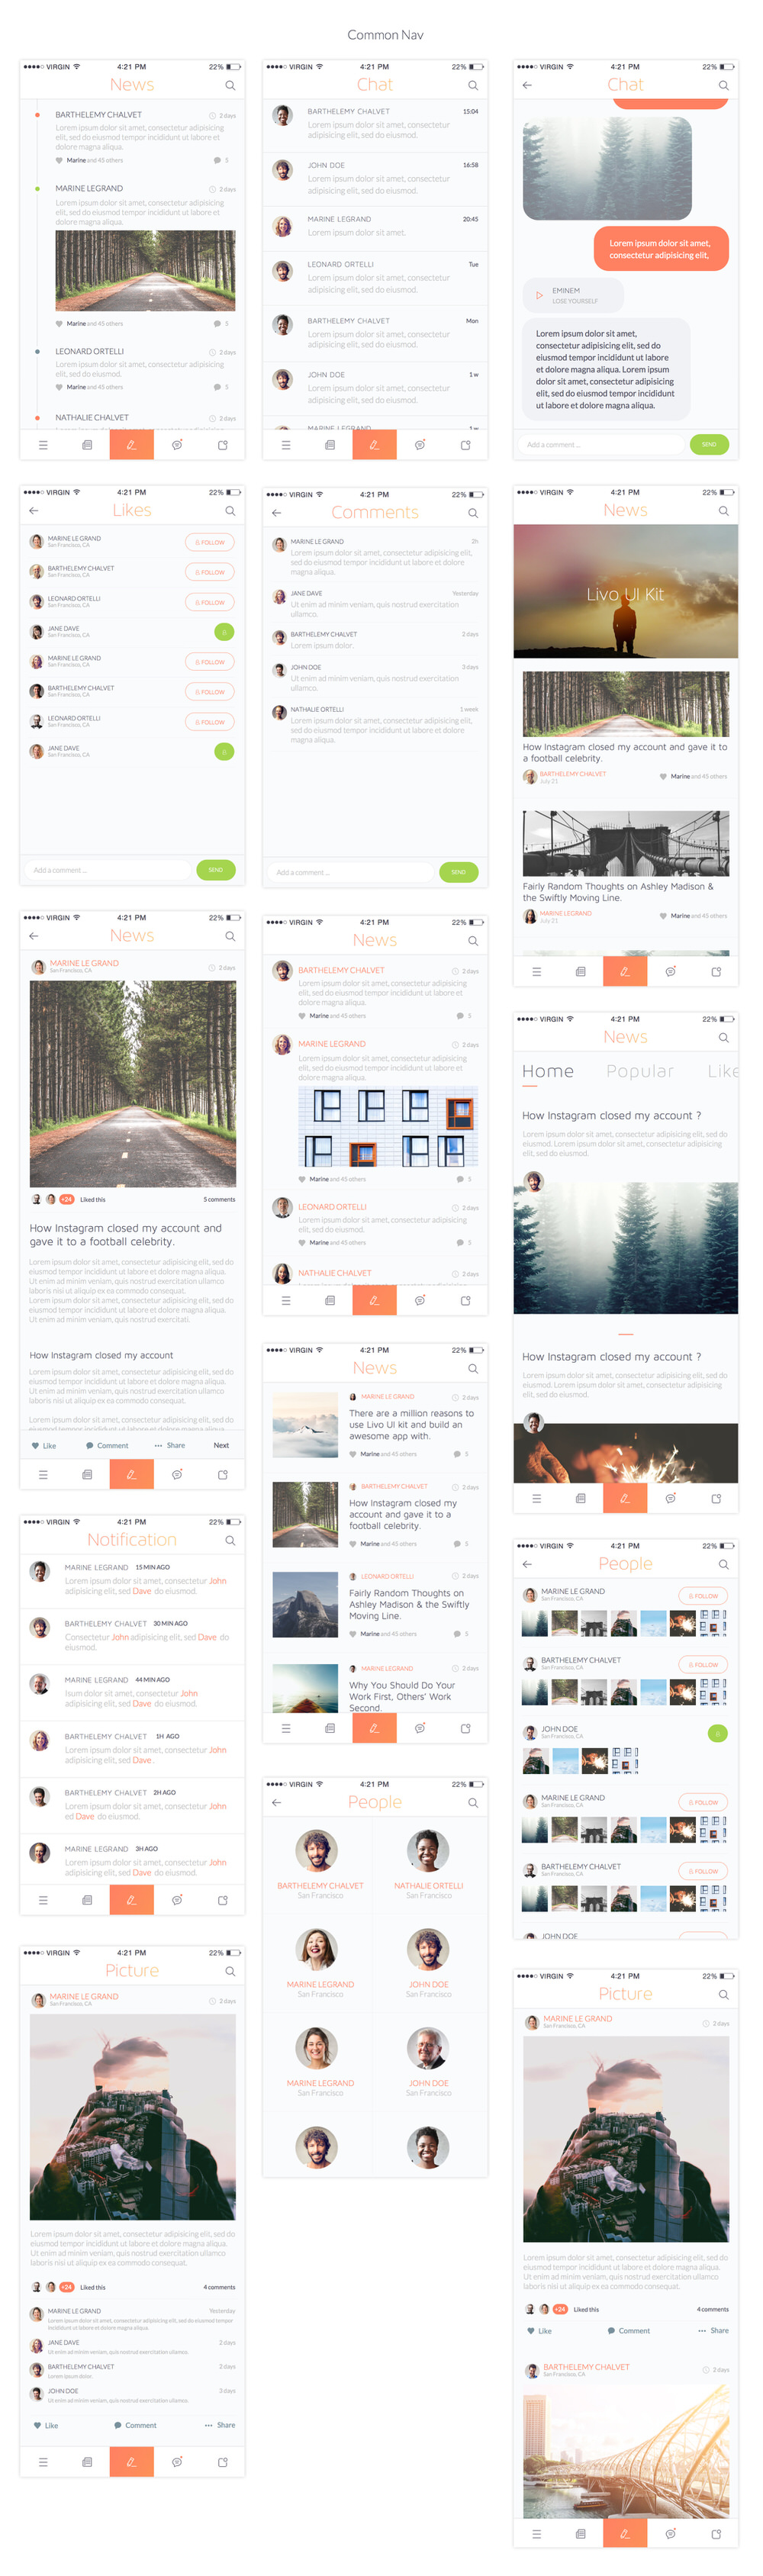 Common Nav
VIRGIN 4:21 PM 22%
News
BARTHELEMY CHALVET 2 days
Lorem ipsum dolor sit amet, consectetur adipisicing
elit, sed do eiusmod tempor incididunt ut labore et
dolore magna aliqua.
Marine and 45 others 5
MARINE LEGRAND 2 days
Lorem ipsum dolor sit amet, consectetur adipisicing
elit, sed do eiusmod tempor incididunt ut labore et
dolore magna aliqua.
Marine and 45 others 5
LEONARD ORTELLI 2 days
Lorem ipsum dolor sit amet, consectetur adipisicing
elit, sed do eiusmod.
Marine and 45 others 5
NATHALIE CHALVET 2 days
VIRGIN 4:21 PM 22%
Chat
BARTHELEMY CHALVET 15:04
Lorem ipsum dolor sit amet, consectetur
adipisicing elit, sed do eiusmod.
JOHN DOE 16:58
Lorem ipsum dolor sit amet, consectetur
adipisicing elit, sed do eiusmod.
MARINE LEGRAND 20:45
Lorem ipsum dolor sit amet.
LEONARD ORTELLI Tue
Lorem ipsum dolor sit amet, consectetur
adipisicing elit, sed do eiusmod.
BARTHELEMY CHALVET Mon
Lorem ipsum dolor sit amet, consectetur
adipisicing elit, sed do eiusmod.
JOHN DOE 1 w
Lorem ipsum dolor sit amet, consectetur
adipisicing elit, sed do eiusmod.
MARINE LEGRAND 1 w
VIRGIN 4:21 PM 22%
Chat
Lorem ipsum dolor sit amet,
consectetur adipisicing elit,
EMINEM
LOSE YOURSELF
Lorem ipsum dolor sit amet,
consectetur adipisicing elit, sed do
eiusmod tempor incididunt ut labore
et dolore magna aliqua. Lorem ipsum
dolor sit amet, consectetur adipisicing
elit, sed do eiusmod tempor incididunt
ut labore et dolore magna aliqua.
Add a comment ... SEND
VIRGIN 4:21 PM 22%
Likes
MARINE LE GRAND
San Francisco, CA
FOLLOW
BARTHELEMY CHALVET
San Francisco, CA
FOLLOW
LEONARD ORTELLI
San Francisco, CA
FOLLOW
JANE DAVE
San Francisco, CA
MARINE LEGRAND
San Francisco, CA
FOLLOW
BARTHELEMY CHALVET
San Francisco, CA
FOLLOW
LEONARD ORTELLI
San Francisco, CA
FOLLOW
JANE DAVE
San Francisco, CA
Add a comment ... SEND
VIRGIN 4:21 PM 22%
Comments
MARINE LE GRAND 2h
Lorem ipsum dolor sit amet, consectetur adipisicing elit,
sed do eiusmod tempor incididunt ut labore et dolore
magna aliqua.
JANE DAVE Yesterday
Ut enim ad minim veniam, quis nostrud exercitation
ullamco.
BARTHELEMY CHALVET 2 days
Lorem ipsum dolor.
JOHN DOE 3 days
Ut enim ad minim veniam, quis nostrud exercitation
ullamco.
NATHALIE ORTELLI 1 week
Lorem ipsum dolor sit amet, consectetur adipisicing elit,
sed do eiusmod tempor incididunt ut labore et dolore
magna aliqua.
Add a comment ... SEND
VIRGIN 4:21 PM 22%
News
Livo UI Kit
How Instagram closed my account and gave it to
a football celebrity.
BARTHELEMY CHALVET
July 21
Marine and 45 others
Fairly Random Thoughts on Ashley Madison &
the Swiftly Moving Line.
MARINE LEGRAND
July 21
Marine and 45 others
VIRGIN 4:21 PM 22%
News
MARINE LE GRAND
San Francisco, CA
2 days
+24 Liked this 5 comments
How Instagram closed my account and
gave it to a football celebrity.
Lorem ipsum dolor sit amet, consectetur adipisicing elit, sed do
eiusmod tempor incididunt ut labore et dolore magna aliqua.
Ut enim ad minim veniam, quis nostrud exercitation ullamco
laboris nisi ut aliquip ex ea commodo consequat.
Lorem ipsum dolor sit amet, consectetur adipisicing elit, sed do
eiusmod tempor incididunt ut labore et dolore magna aliqua.
Ut enim ad minim veniam, quis nostrud exercitati.
How Instagram closed my account
Lorem ipsum dolor sit amet, consectetur adipisicing elit, sed do
eiusmod tempor incididunt ut labore et dolore magna aliqua.
Ut enim ad minim veniam, quis nostrud exercitation ullamco
laboris nisi ut aliquip ex ea commodo consequat.
Lorem ipsum dolor sit amet, consectetur adipisicing elit, sed do
Like Comment Share Next
VIRGIN 4:21 PM 22%
News
BARTHELEMY CHALVET 2 days
Lorem ipsum dolor sit amet, consectetur adipisicing
elit, sed do eiusmod tempor incididunt ut labore et
dolore magna aliqua.
Marine and 45 others 5
MARINE LEGRAND 2 days
Lorem ipsum dolor sit amet, consectetur adipisicing
elit, sed do eiusmod tempor incididunt ut labore et
dolore magna aliqua.
Marine and 45 others 5
LEONARD ORTELLI 2 days
Lorem ipsum dolor sit amet, consectetur adipisicing
elit, sed do eiusmod.
Marine and 45 others 5
NATHALIE CHALVET 2 days
VIRGIN 4:21 PM 22%
News
Home Popular Like
How Instagram closed my account ?
Lorem ipsum dolor sit amet, consectetur adipisicing elit, sed do
eiusmod. Lorem ipsum dolor sit amet, consectetur adipisicing
elit, sed do eiusmod.
How Instagram closed my account ?
Lorem ipsum dolor sit amet, consectetur adipisicing elit, sed do
eiusmod. Lorem ipsum dolor sit amet, consectetur adipisicing
elit, sed do eiusmod.
VIRGIN 4:21 PM 22%
News
MARINE LE GRAND 2 days
There are a million reasons to
use Livo UI kit and build an
awesome app with.
Marine and 45 others 5
BARTHELEMY CHALVET 2 days
How Instagram closed my
account and gave it to a
football celebrity.
Marine and 45 others 5
LEONARD ORTELLI 2 days
Fairly Random Thoughts on
Ashley Madison & the Swiftly
Moving Line.
Marine and 45 others 5
MARINE LEGRAND 2 days
Why You Should Do Your
Work First, Others' Work
Second.
VIRGIN 4:21 PM 22%
Notification
MARINE LEGRAND 15 MIN AGO
Lorem ipsum dolor sit amet, consectetur John
adipisicing elit, sed Dave do eiusmod.
BARTHELEMY CHALVET 30 MIN AGO
Consectetur John adipisicing elit, sed Dave do
eiusmod.
MARINE LEGRAND 44 MIN AGO
Isum dolor sit amet, consectetur John
adipisicing elit, sed Dave do eiusmod.
BARTHELEMY CHALVET 1H AGO
Lorem ipsum dolor sit amet, consectetur John
adipisicing elit, sed Dave.
BARTHELEMY CHALVET 2H AGO
Lorem ipsum dolor sit amet, consectetur John
ed Dave do eiusmod.
MARINE LEGRAND 3H AGO
Lorem ipsum dolor sit amet, consectetur John
adipisicing elit, sed Dave do eiusmod.
VIRGIN 4:21 PM 22%
People
MARINE LE GRAND
San Francisco, CA
FOLLOW
BARTHELEMY CHALVET
San Francisco, CA
FOLLOW
JOHN DOE
San Francisco, CA
MARINE LE GRAND
San Francisco, CA
FOLLOW
BARTHELEMY CHALVET
San Francisco, CA
FOLLOW
JOHN DOE
VIRGIN 4:21 PM 22%
People
BARTHELEMY CHALVET NATHALIE ORTELLI
San Francisco San Francisco
MARINE LEGRAND JOHN DOE
San Francisco San Francisco
MARINE LEGRAND JOHN DOE
San Francisco San Francisco
VIRGIN 4:21 PM 22%
Picture
MARINE LE GRAND
San Francisco, CA
2 days
Lorem ipsum dolor sit amet, consectetur adipisicing elit, sed do
eiusmod tempor incididunt ut labore et dolore magna aliqua.
Ut enim ad minim veniam, quis nostrud exercitation ullamco
laboris nisi ut aliquip ex ea commodo consequat.
+24 Liked this 4 comments
MARINE LE GRAND Yesterday
Lorem ipsum dolor sit amet, consectetur adipisicing elit, sed do eiusmod tempor
incididunt ut labore et dolore magna aliqua.
JANE DAVE 2 days
Ut enim ad minim veniam, quis nostrud exercitation ullamco.
BARTHELEMY CHALVET 2 days
Lorem ipsum dolor.
JOHN DOE 3 days
Ut enim ad minim veniam, quis nostrud exercitation ullamco.
Like Comment Share
VIRGIN 4:21 PM 22%
Picture
MARINE LE GRAND
San Francisco, CA
2 days
Lorem ipsum dolor sit amet, consectetur adipisicing elit, sed do
eiusmod tempor incididunt ut labore et dolore magna aliqua.
Ut enim ad minim veniam, quis nostrud exercitation ullamco
laboris nisi ut aliquip ex ea commodo consequat.
+24 Liked this 4 comments
Like Comment Share
BARTHELEMY CHALVET
San Francisco, CA
2 days